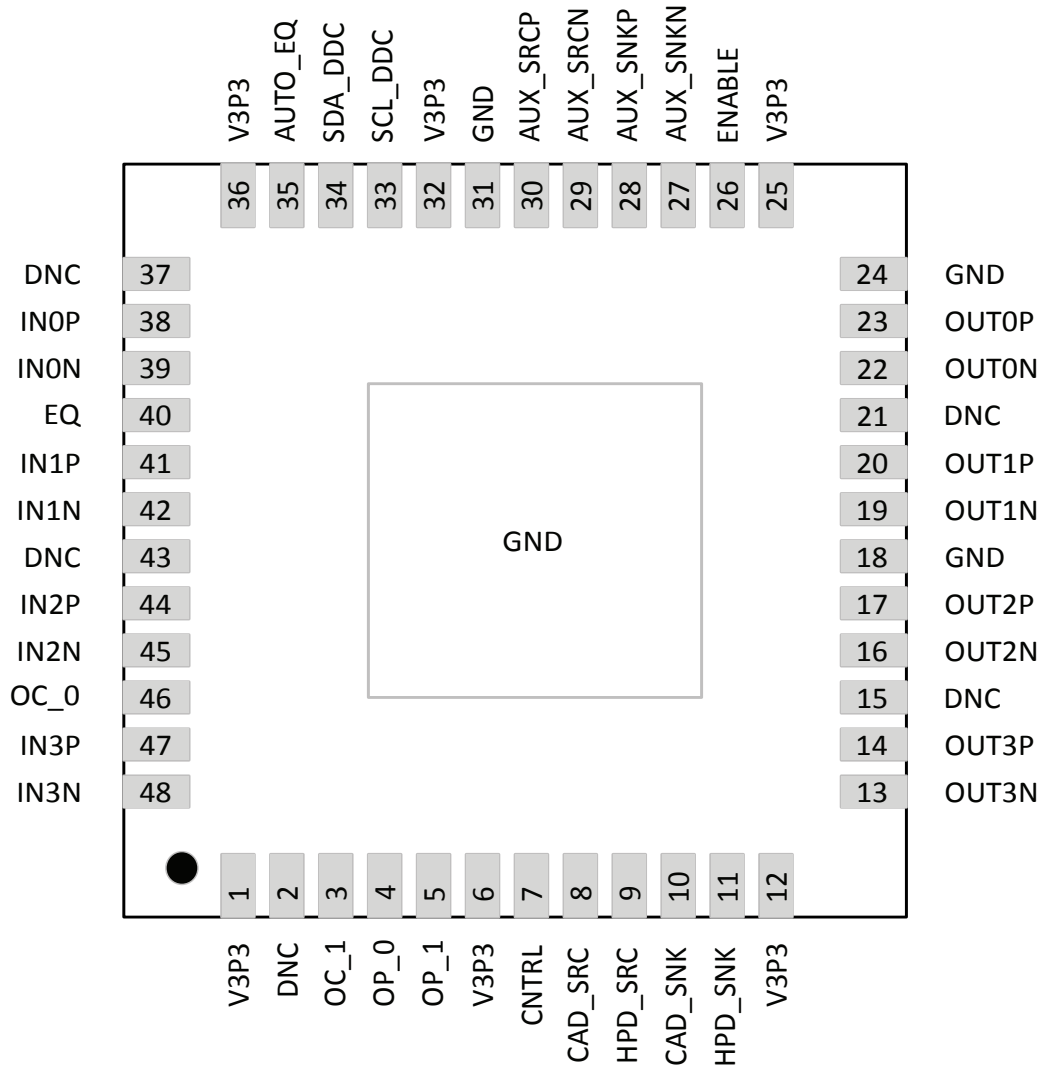 V3P3
AUTO_EQ
SDA_DDC
SCL_DDC
V3P3
GND
AUX_SRCP
AUX_SRCN
AUX_SNKP
AUX_SNKN
ENABLE
V3P3
36
35
34
33
32
31
30
29
28
27
26
25
DNC 37
IN0P 38
IN0N 39
EQ 40
IN1P 41
IN1N 42
DNC 43
IN2P 44
IN2N 45
OC_0 46
IN3P 47
IN3N 48
GND
24 GND
23 OUT0P
22 OUT0N
21 DNC
20 OUT1P
19 OUT1N
18 GND
17 OUT2P
16 OUT2N
15 DNC
14 OUT3P
13 OUT3N
1
2
3
4
5
6
7
8
9
10
11
12
V3P3
DNC
OC_1
OP_0
OP_1
V3P3
CNTRL
CAD_SRC
HPD_SRC
CAD_SNK
HPD_SNK
V3P3